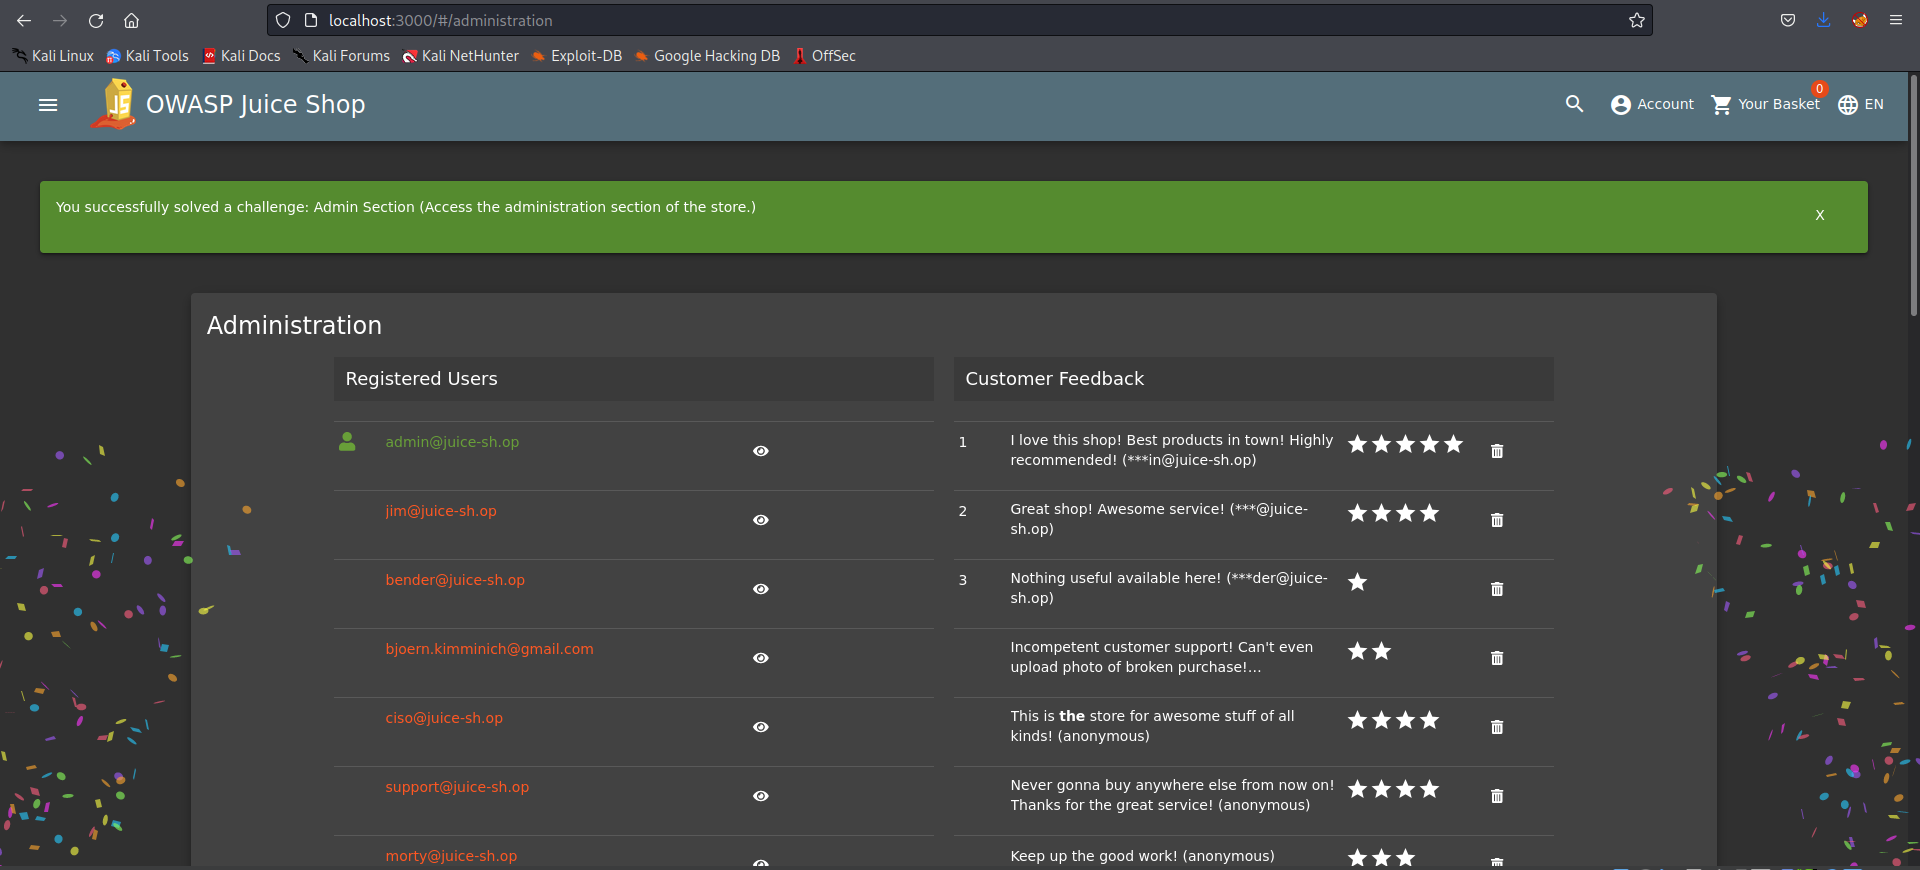 localhost:3000/#/administration
Kali Linux Kali Tools Kali Docs Kali Forums Kali NetHunter Exploit-DB Google Hacking DB OffSec
JS OWASP Juice Shop Account Your Basket 0 EN
You successfully solved a challenge: Admin Section (Access the administration section of the store.) X
Administration
Registered Users
admin@juice-sh.op
jim@juice-sh.op
bender@juice-sh.op
bjoern.kimminich@gmail.com
ciso@juice-sh.op
support@juice-sh.op
morty@juice-sh.op
Customer Feedback
1 I love this shop! Best products in town! Highly
recommended! (***in@juice-sh.op)
2 Great shop! Awesome service! (***@juice-
sh.op)
3 Nothing useful available here! (***der@juice-
sh.op)
Incompetent customer support! Can't even
upload photo of broken purchase!...
This is the store for awesome stuff of all
kinds! (anonymous)
Never gonna buy anywhere else from now on!
Thanks for the great service! (anonymous)
Keep up the good work! (anonymous)